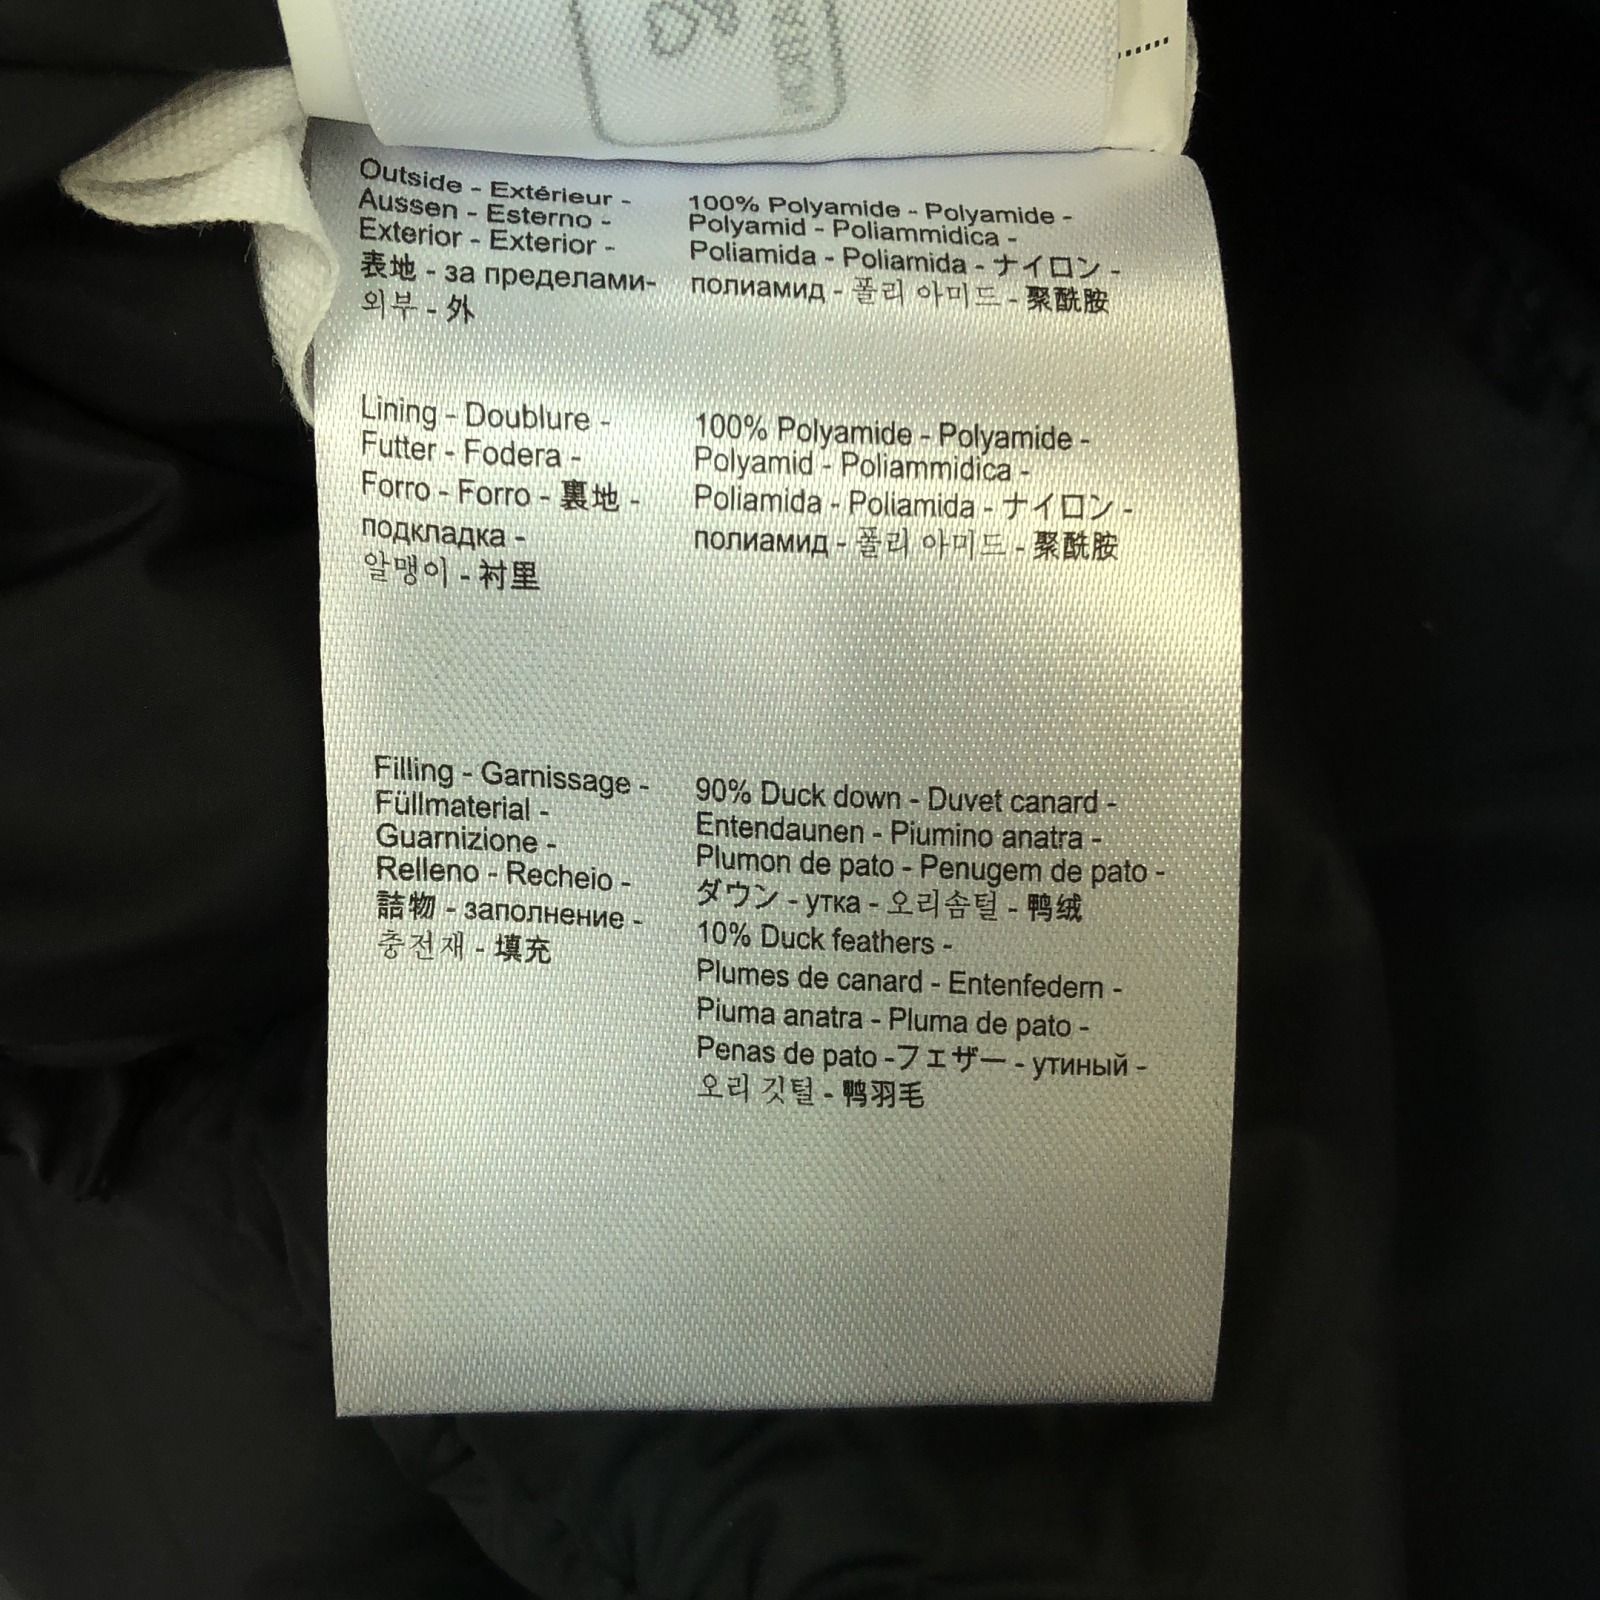 Outside - Extérieur -
Aussen - Esterno -
Exterior - Exterior -
表地 - за пределами-
외부 - 外
100% Polyamide - Polyamide -
Polyamid - Poliammidica -
Poliamida - Poliamida - ナイロン -
полиамид - 폴리 아미드 - 聚酰胺
Lining - Doublure -
Futter - Fodera -
Forro - Forro - 裏地 -
подкладка -
알맹이 - 衬里
100% Polyamide - Polyamide -
Polyamid - Poliammidica -
Poliamida - Poliamida - ナイロン -
полиамид - 폴리 아미드 - 聚酰胺
Filling - Garnissage -
Füllmaterial -
Guarnizione -
Relleno - Recheio -
詰物 - заполнение -
충전재 - 填充
90% Duck down - Duvet canard -
Entendaunen - Piumino anatra -
Plumon de pato - Penugem de pato -
ダウン - утка - 오리솜털 - 鸭绒
10% Duck feathers -
Plumes de canard - Entenfedern -
Piuma anatra - Pluma de pato -
Penas de pato -フェザー - утиный -
오리 깃털 - 鸭羽毛